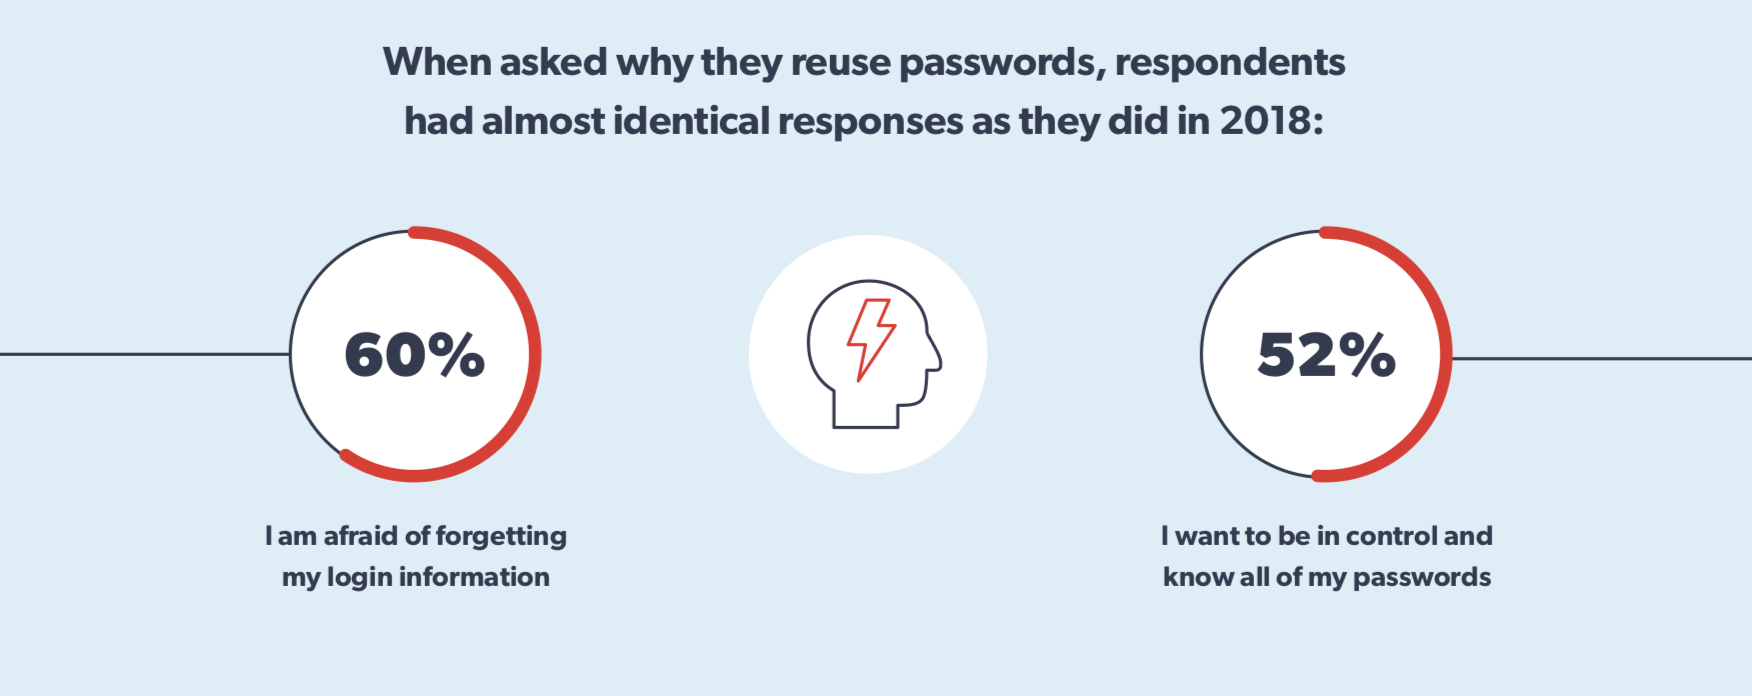 When asked why they reuse passwords, respondents
had almost identical responses as they did in 2018:
60%
52%
I am afraid of forgetting
my login information
I want to be in control and
know all of my passwords